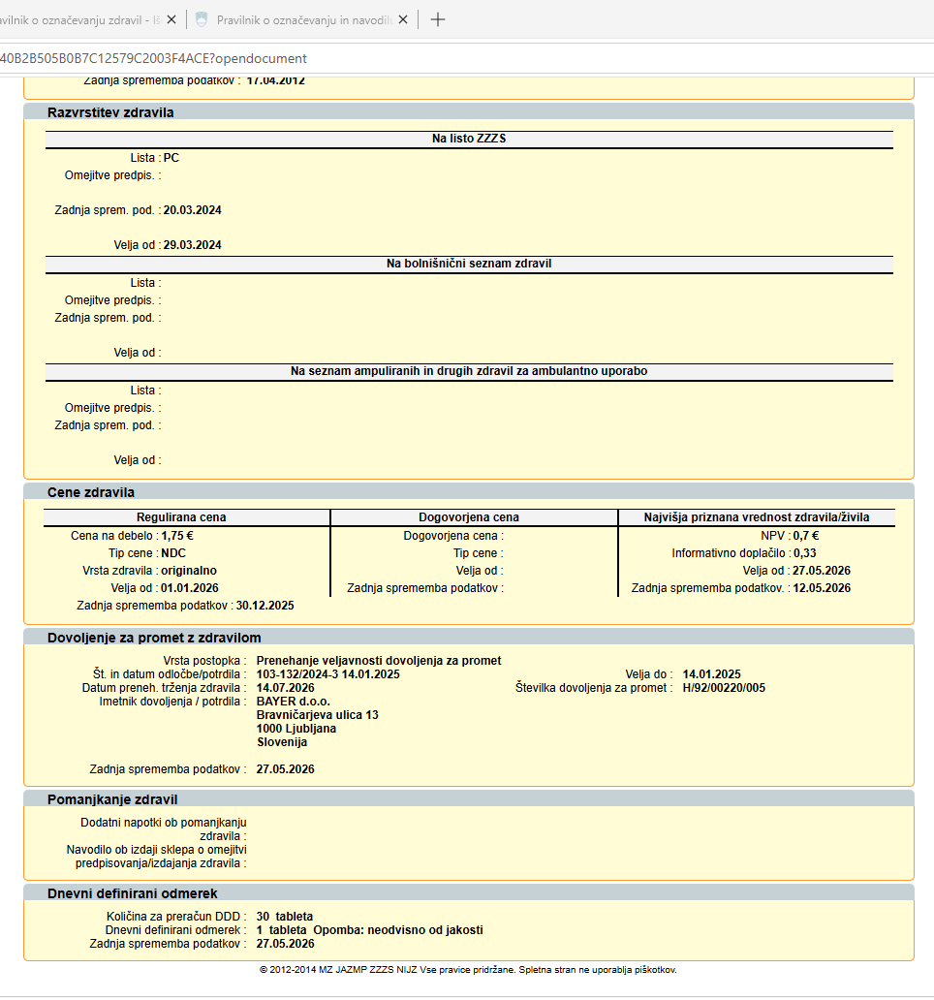 avilnik o označevanju zdravil - Iš
Pravilnik o označevanju in navodil
40B2B505B0B7C12579C2003F4ACE?opendocument
Zadnja sprememba podatkov : 17.04.2012
Razvrstitev zdravila
Na listo ZZZS
Lista : PC
Omejitve predpis. :
Zadnja sprem. pod. : 20.03.2024
Velja od : 29.03.2024
Na bolnišnični seznam zdravil
Lista :
Omejitve predpis. :
Zadnja sprem. pod. :
Velja od :
Na seznam ampuliranih in drugih zdravil za ambulantno uporabo
Lista :
Omejitve predpis. :
Zadnja sprem. pod. :
Velja od :
Cene zdravila
Regulirana cena Dogovorjena cena Najvišja priznana vrednost zdravila/živila
Cena na debelo : 1,75 € Dogovorjena cena : NPV : 0,7 €
Tip cene : NDC Tip cene : Informativno doplačilo : 0,33
Vrsta zdravila : originalno Velja od : Velja od : 27.05.2026
Velja od : 01.01.2026 Zadnja sprememba podatkov : Zadnja sprememba podatkov. : 12.05.2026
Zadnja sprememba podatkov : 30.12.2025
Dovoljenje za promet z zdravilom
Vrsta postopka : Prenehanje veljavnosti dovoljenja za promet
Št. in datum odločbe/potrdila : 103-132/2024-3 14.01.2025 Velja do : 14.01.2025
Datum preneh. trženja zdravila : 14.07.2026 Številka dovoljenja za promet : H/92/00220/005
Imetnik dovoljenja / potrdila : BAYER d.o.o.
Bravničarjeva ulica 13
1000 Ljubljana
Slovenija
Zadnja sprememba podatkov : 27.05.2026
Pomanjkanje zdravil
Dodatni napotki ob pomanjkanju
zdravila :
Navodilo ob izdaji sklepa o omejitvi
predpisovanja/izdajanja zdravila :
Dnevni definirani odmerek
Količina za preračun DDD : 30 tableta
Dnevni definirani odmerek : 1 tableta Opomba: neodvisno od jakosti
Zadnja sprememba podatkov : 27.05.2026
© 2012-2014 MZ JAZMP ZZZS NIJZ Vse pravice pridržane. Spletna stran ne uporablja piškotkov.